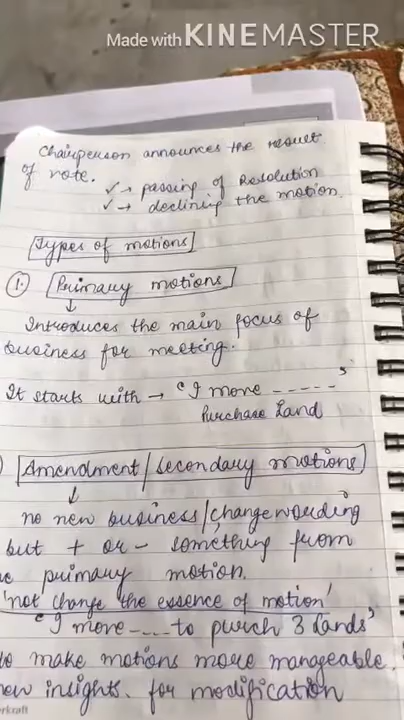 Made with KINEMASTER
Chairperson announces the result
of vote.
✓→ passing of Resolution
✓→ declining the motion.
Types of motions
1. Primary motions
↓
Introduces the main focus of
business for meeting.
It starts with → "I move -----"
Purchase Land
) Amendment/secondary motions
↓
no new business/change wording
but + or - something from
primary motion.
'not change the essence of motion'
"I move ---- to purch 3 Lands"
to make motions more manageable.
new insights. for modification